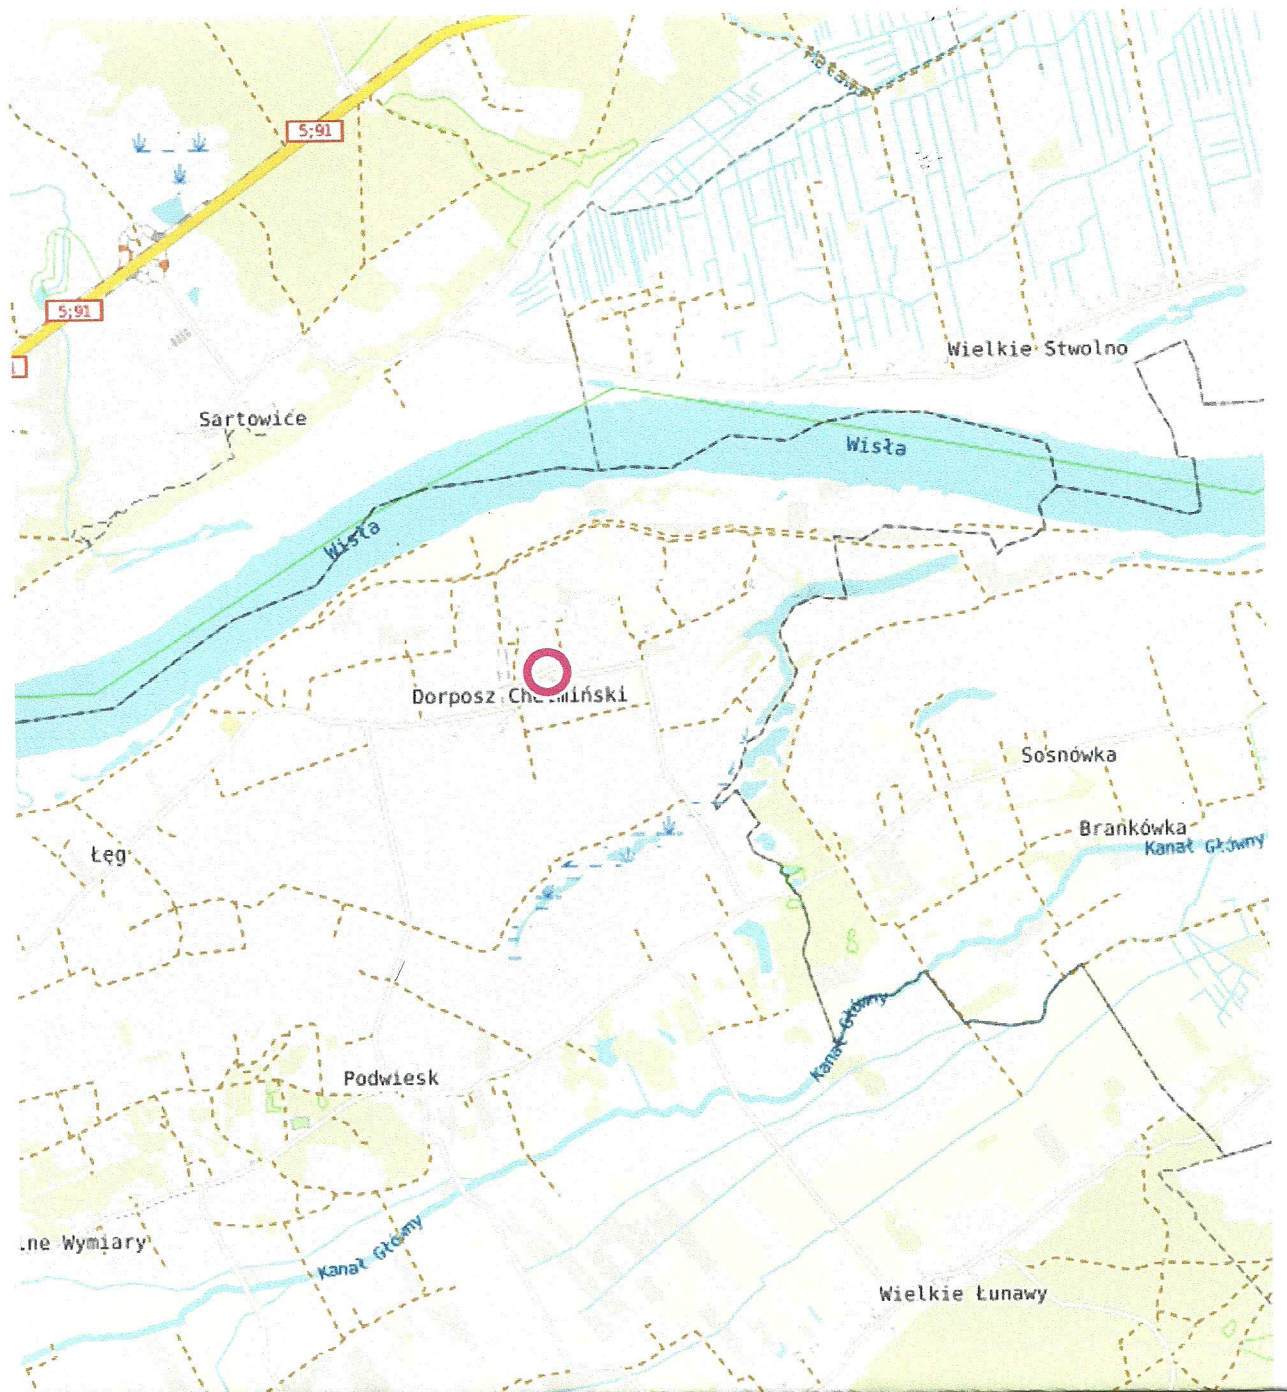 5;91
5;91
Wielkie Stwolno
Sartowice
Wisła
Wisła
Dorposz Chełmiński
Sosnówka
Brankówka
Kanał Główny
Łęg
Kanał Główny
Podwiesk
Kanał Główny
.ne Wymiary
Wielkie Łunawy